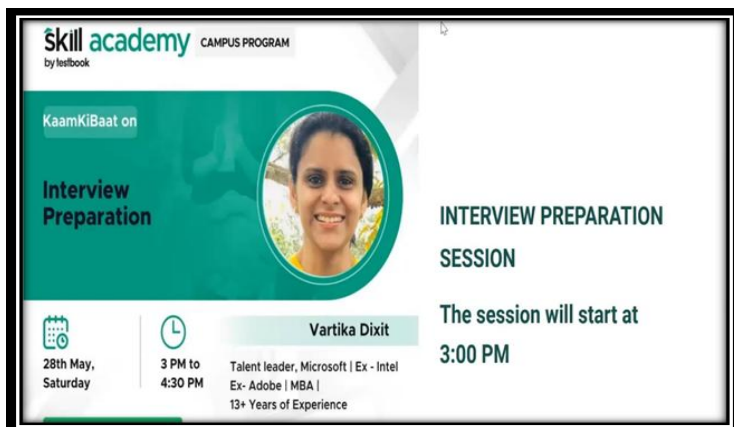 skill academy
by testbook
CAMPUS PROGRAM
KaamKiBaat on
Interview
Preparation
28th May,
Saturday
3 PM to
4:30 PM
Vartika Dixit
Talent leader, Microsoft | Ex - Intel
Ex- Adobe | MBA |
13+ Years of Experience
INTERVIEW PREPARATION
SESSION
The session will start at
3:00 PM